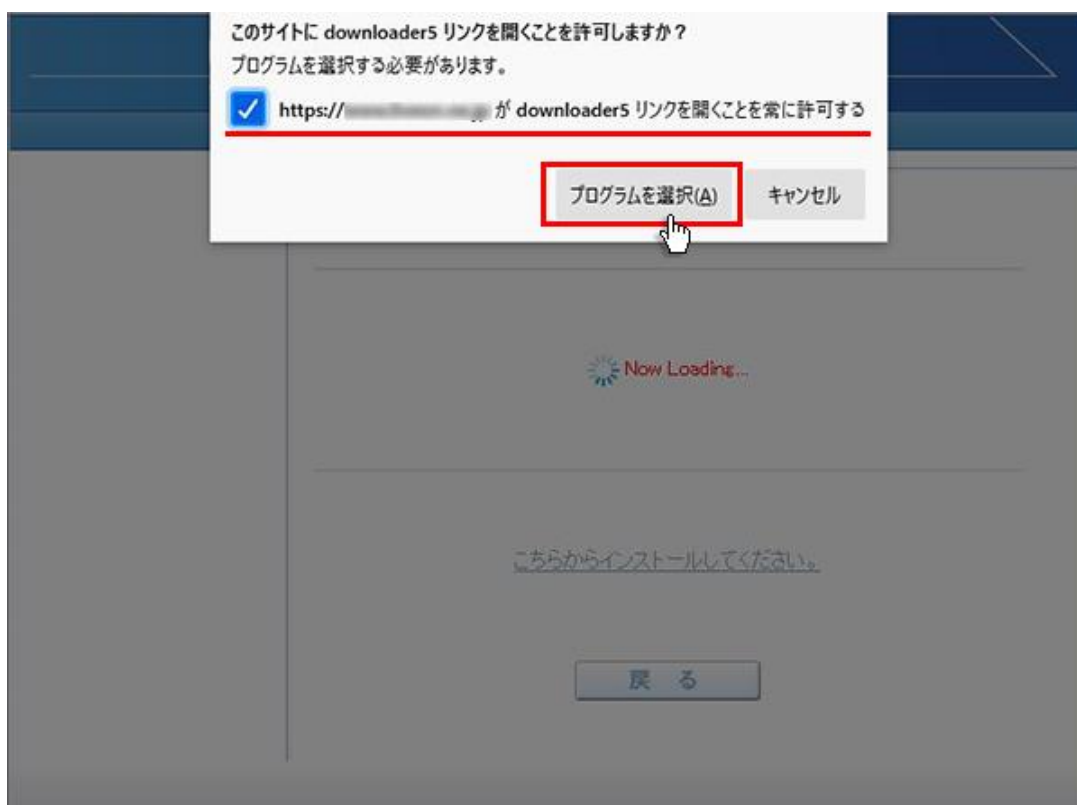 このサイトに downloader5 リンクを開くことを許可しますか？
プログラムを選択する必要があります。
https:// が downloader5 リンクを開くことを常に許可する
プログラムを選択(A)
キャンセル
Now Loading...
こちらからインストールしてください。
戻 る